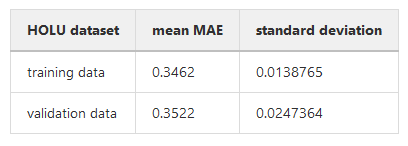 HOLU dataset mean MAE standard deviation
training data 0.3462 0.0138765
validation data 0.3522 0.0247364